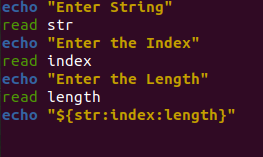 echo "Enter String"
read str
echo "Enter the Index"
read index
echo "Enter the Length"
read length
echo "${str:index:length}"